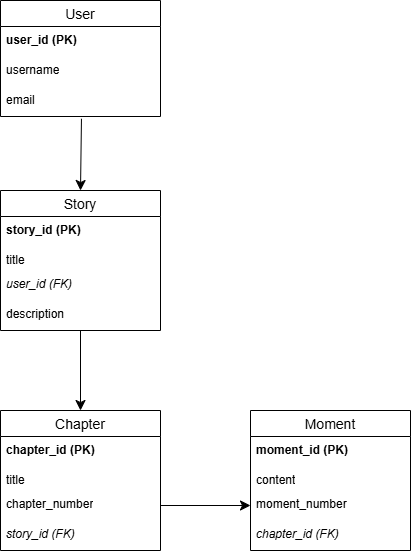 User
user_id (PK)
username
email
Story
story_id (PK)
title
user_id (FK)
description
Chapter
chapter_id (PK)
title
chapter_number
story_id (FK)
Moment
moment_id (PK)
content
moment_number
chapter_id (FK)